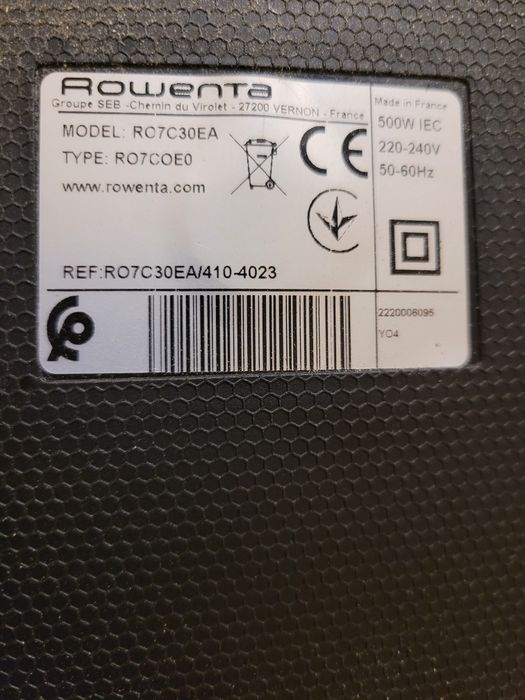 Rowenta
Groupe SEB -Chemin du Virolet - 27200 VERNON - France
MODEL: RO7C30EA
TYPE: RO7COE0
www.rowenta.com
CE
REF:RO7C30EA/410-4023
Made in France
500W IEC
220-240V
50-60Hz
2220006095
YO4